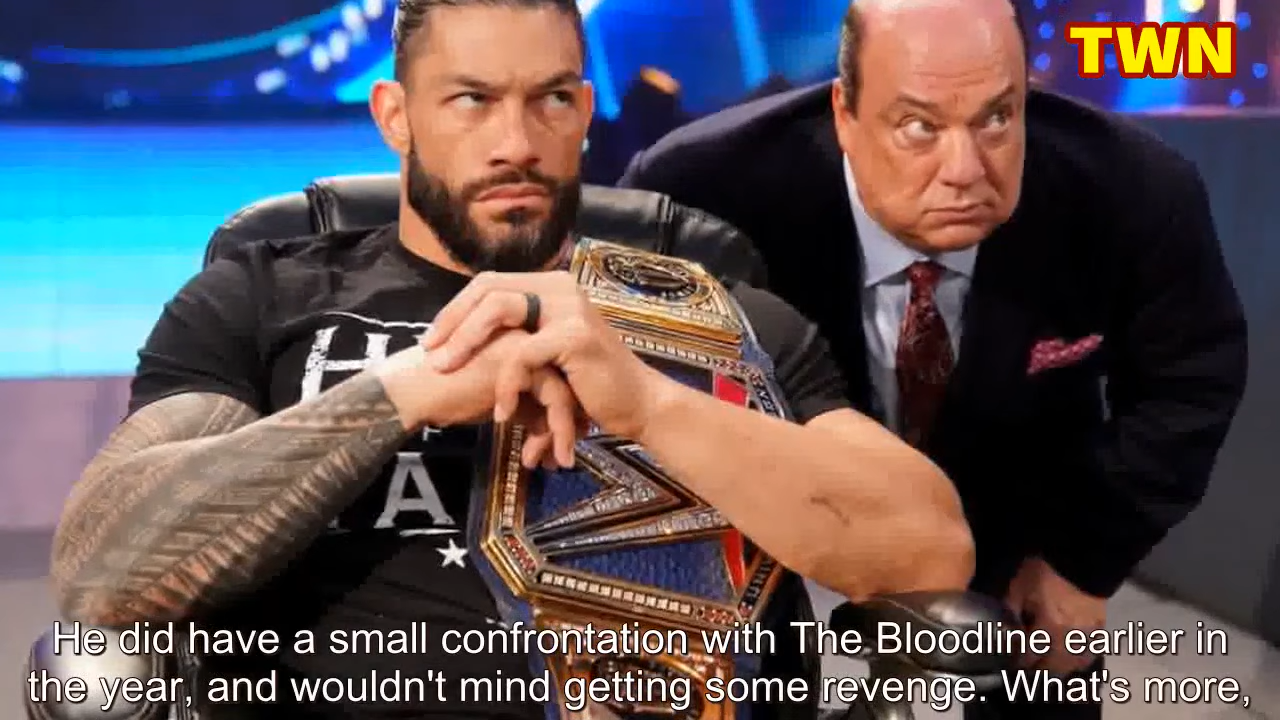 TWN
He did have a small confrontation with The Bloodline earlier in
the year, and wouldn't mind getting some revenge. What's more,